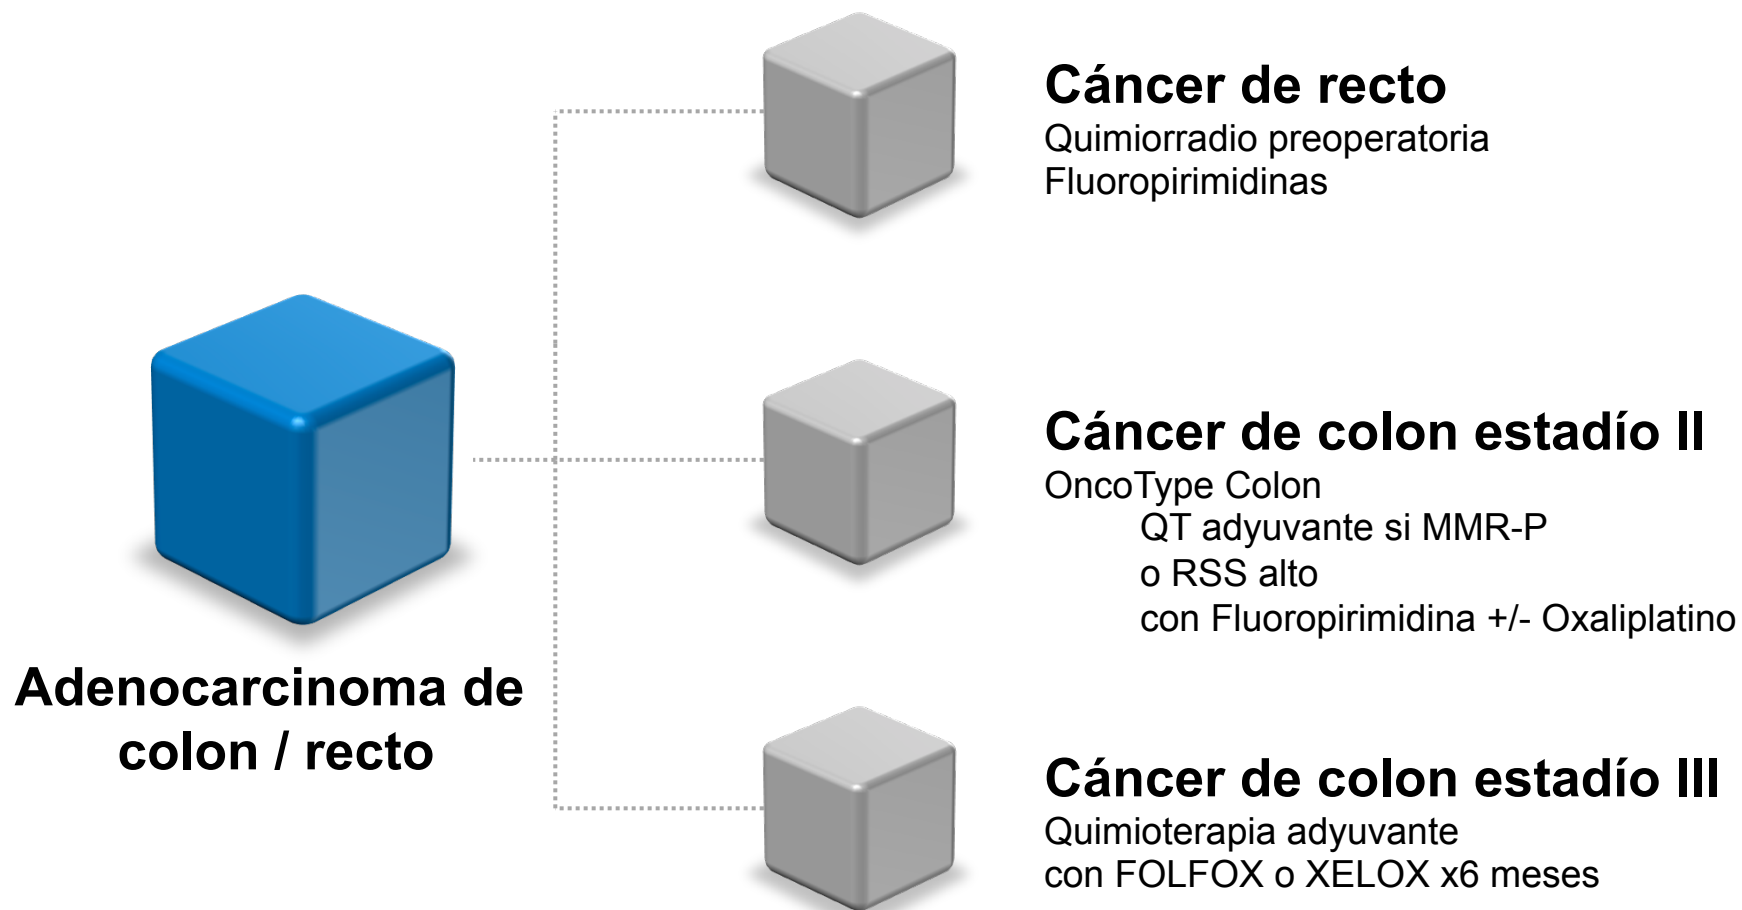 Cáncer de recto
Quimiorradio preoperatoria
Fluoropirimidinas
Adenocarcinoma de
colon / recto
Cáncer de colon estadío II
OncoType Colon
QT adyuvante si MMR-P
o RSS alto
con Fluoropirimidina +/- Oxaliplatino
Cáncer de colon estadío III
Quimioterapia adyuvante
con FOLFOX o XELOX x6 meses